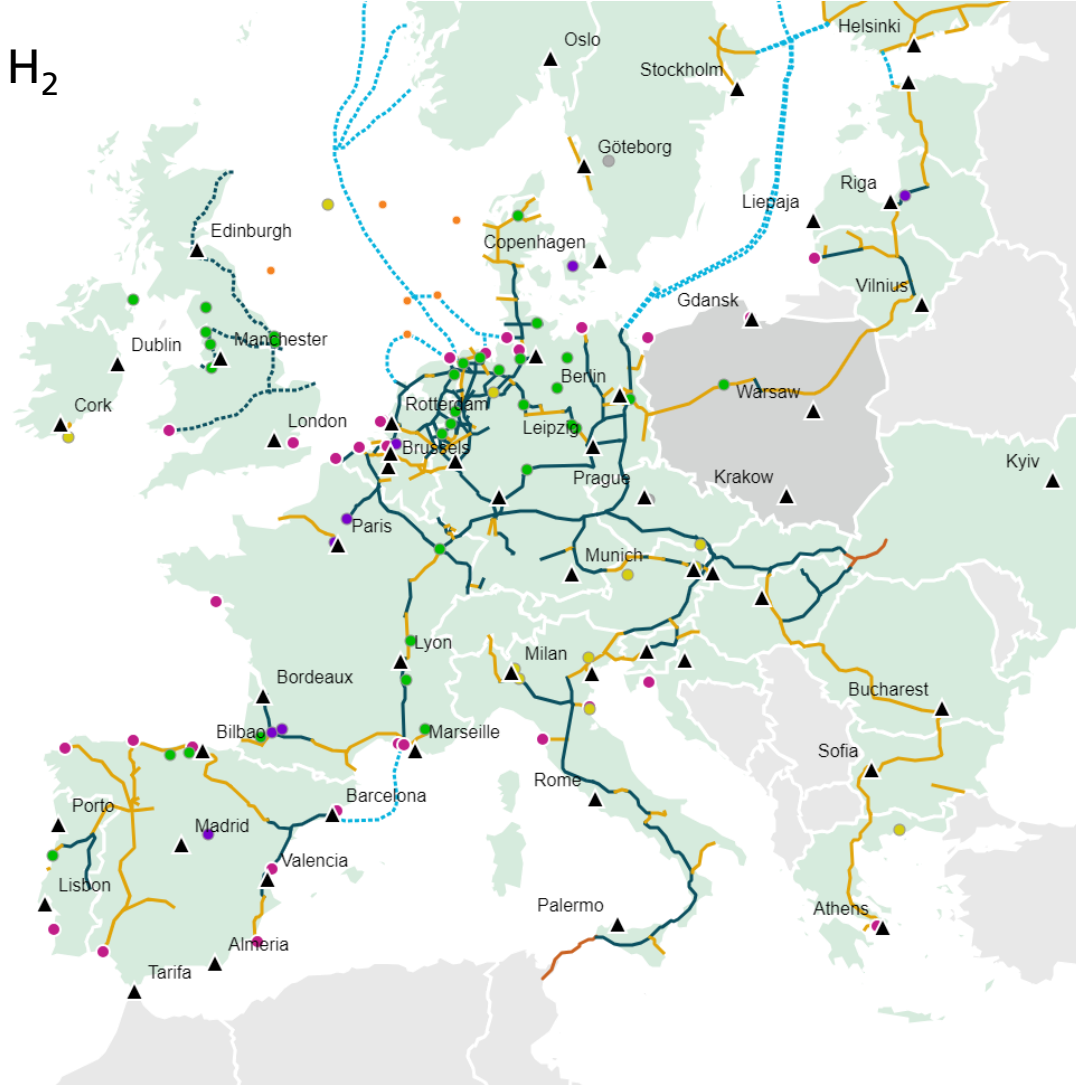 Helsinki
Oslo
H2
Stockholm
Göteborg
Riga
Liepaja
Edinburgh
Copenhagen
Vilnius
Gdansk
Dublin
Manchester
Berlin
Warsaw
Cork
Rotterdam
London
Leipzig
Brussels
Kyiv
Prague
Krakow
Paris
Munich
Lyon
Milan
Bordeaux
Bucharest
Bilbao
Marseille
Sofia
Rome
Barcelona
Porto
Madrid
Valencia
Lisbon
Palermo
Athens
Almeria
Tarifa